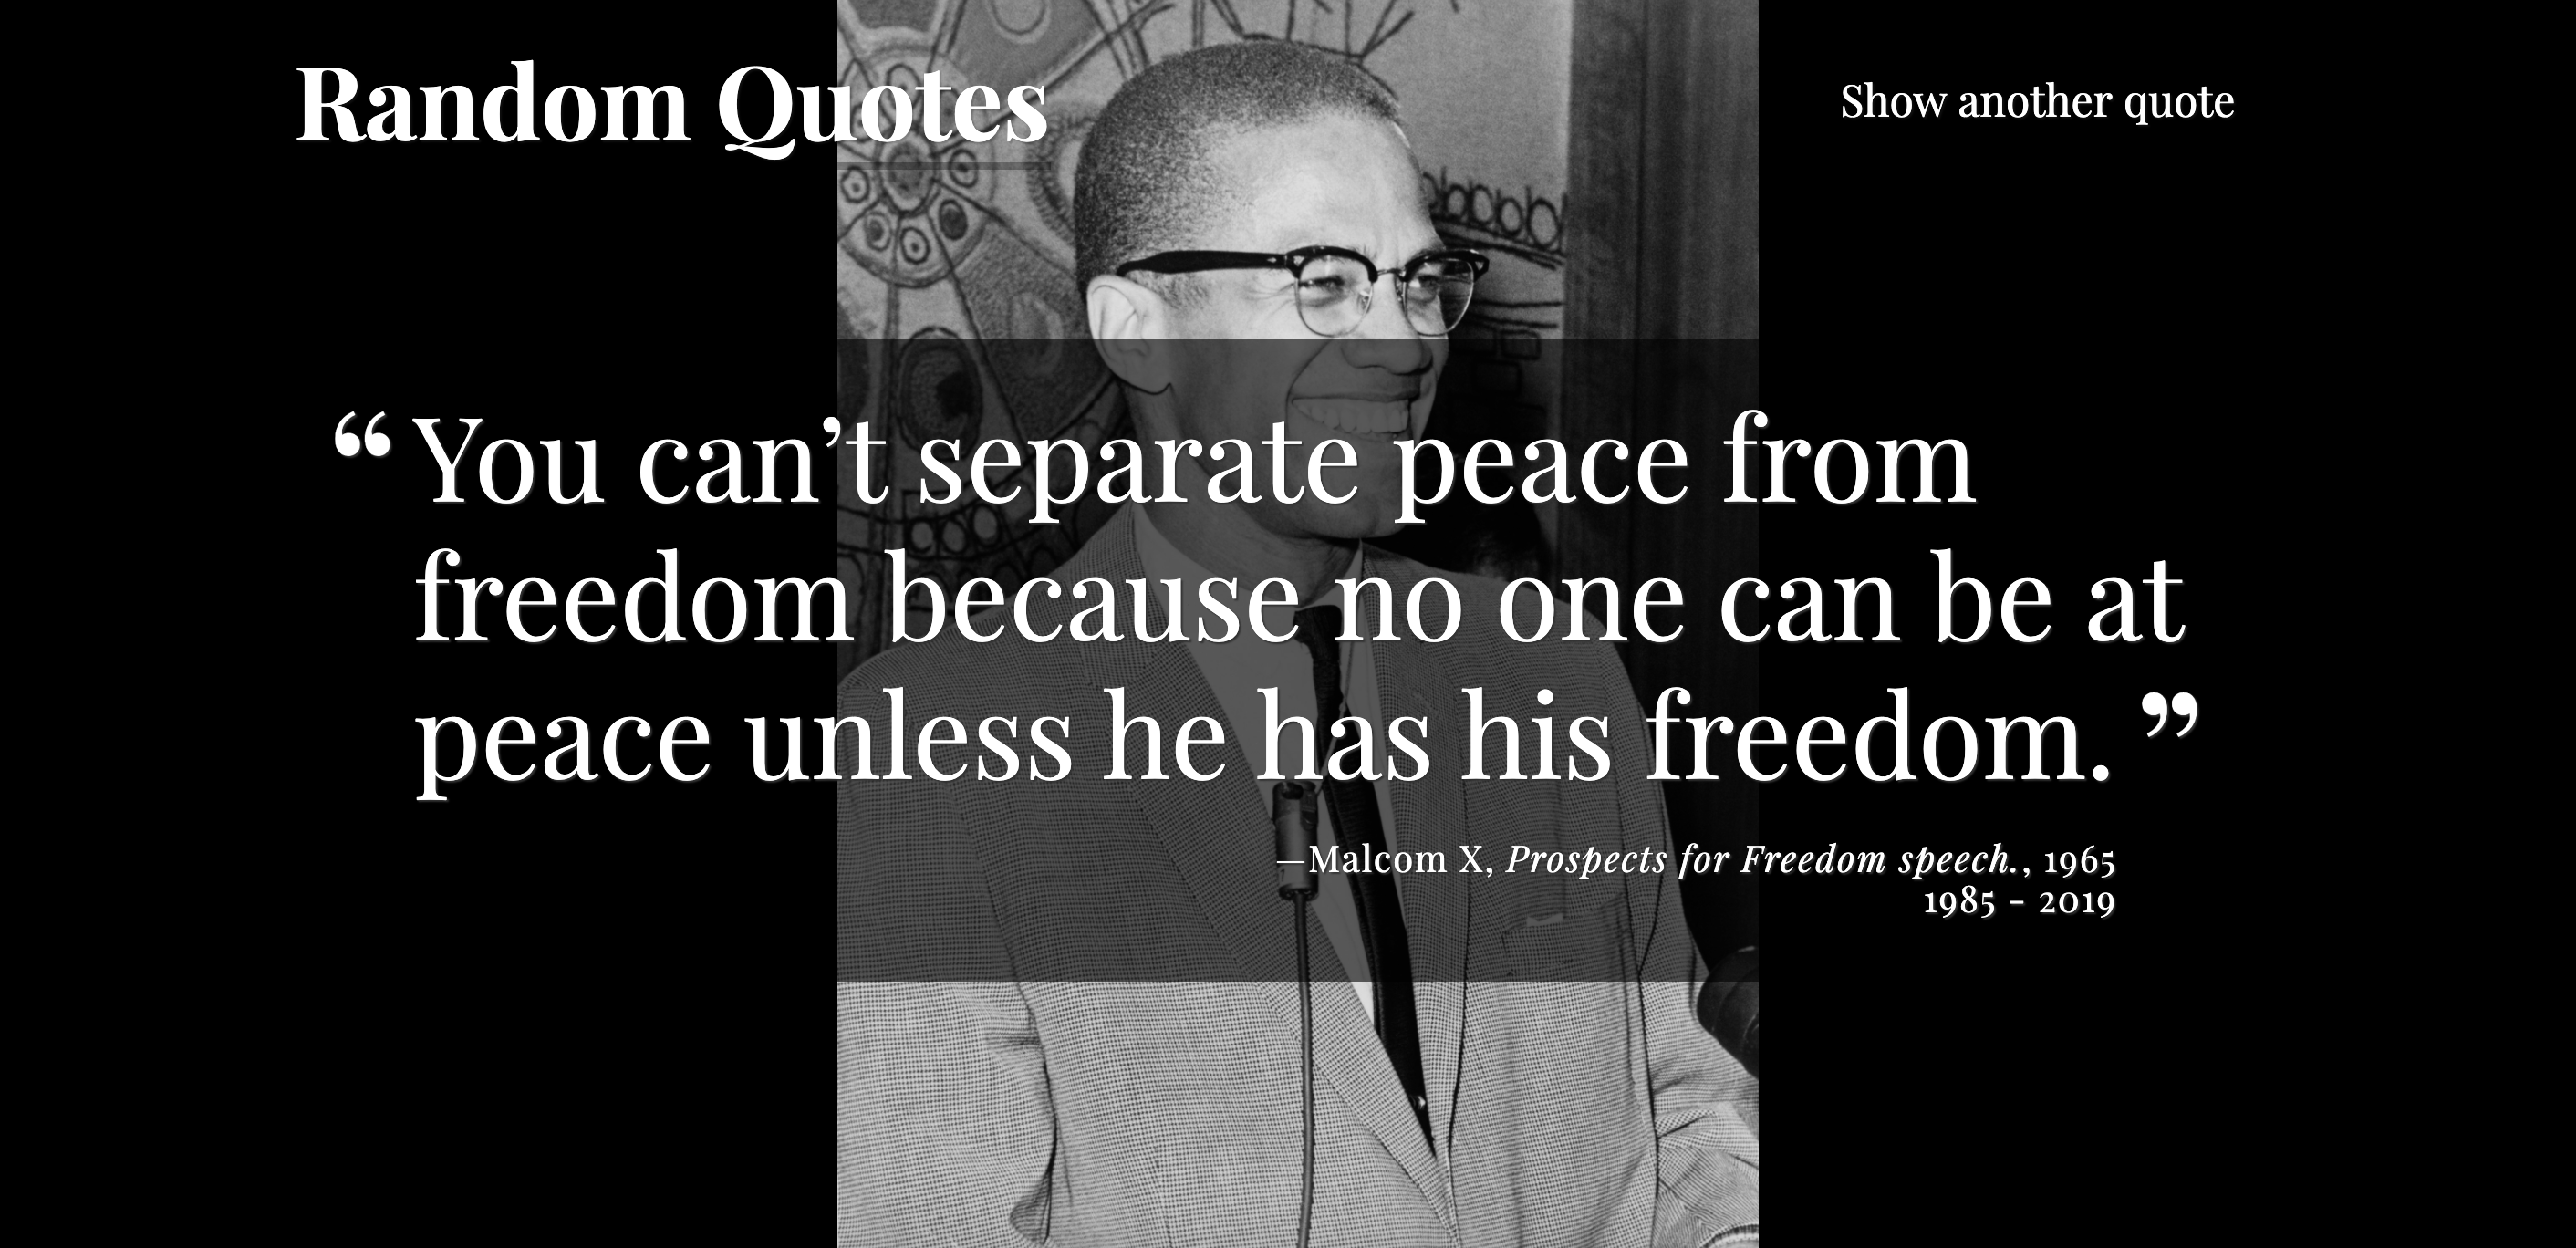 Random Quotes
Show another quote
“You can’t separate peace from
freedom because no one can be at
peace unless he has his freedom.”
—Malcom X, Prospects for Freedom speech., 1965
1985 - 2019